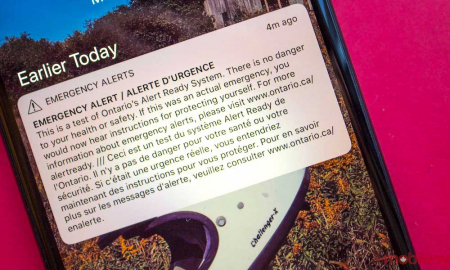 M
Earlier Today
EMERGENCY ALERTS
4m ago
EMERGENCY ALERT / ALERTE D'URGENCE
This is a test of Ontario's Alert Ready System. There is no danger
to your health or safety. If this was an actual emergency, you
would now hear instructions for protecting yourself. For more
information about emergency alerts, please visit www.ontario.ca/
alertready. /// Ceci est un test du système Alert Ready de
l'Ontario. Il n'y a pas de danger pour votre santé ou votre
sécurité. Si c'était une urgence réelle, vous entendriez
maintenant des instructions pour vous protéger. Pour en savoir
plus sur les messages d'alerte, veuillez consulter www.ontario.ca/
enalerte.
Challenger-X